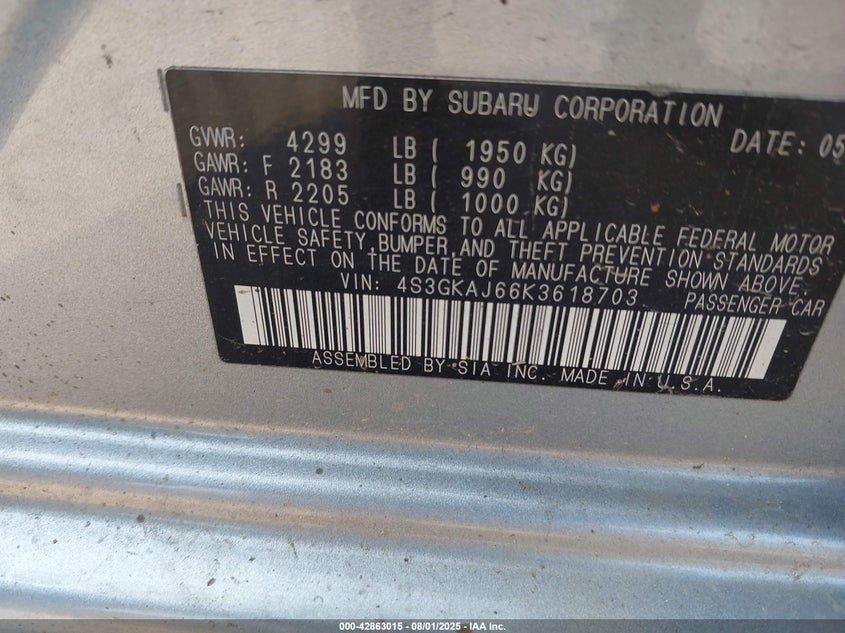 MFD BY SUBARU CORPORATION
DATE: 05
GVWR: 4299 LB ( 1950 KG)
GAWR: F 2183 LB ( 990 KG)
GAWR: R 2205 LB ( 1000 KG)
THIS VEHICLE CONFORMS TO ALL APPLICABLE FEDERAL MOTOR
VEHICLE SAFETY, BUMPER, AND THEFT PREVENTION STANDARDS
IN EFFECT ON THE DATE OF MANUFACTURE SHOWN ABOVE.
VIN: 4S3GKAJ66K3618703 PASSENGER CAR
ASSEMBLED BY SIA INC. MADE IN U.S.A.
000-42863015 - 08/01/2025 - IAA Inc.